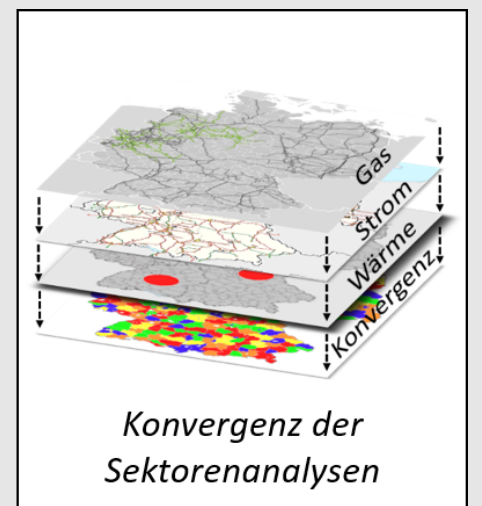 Gas
Strom
Wärme
Konvergenz
Konvergenz der
Sektorenanalysen